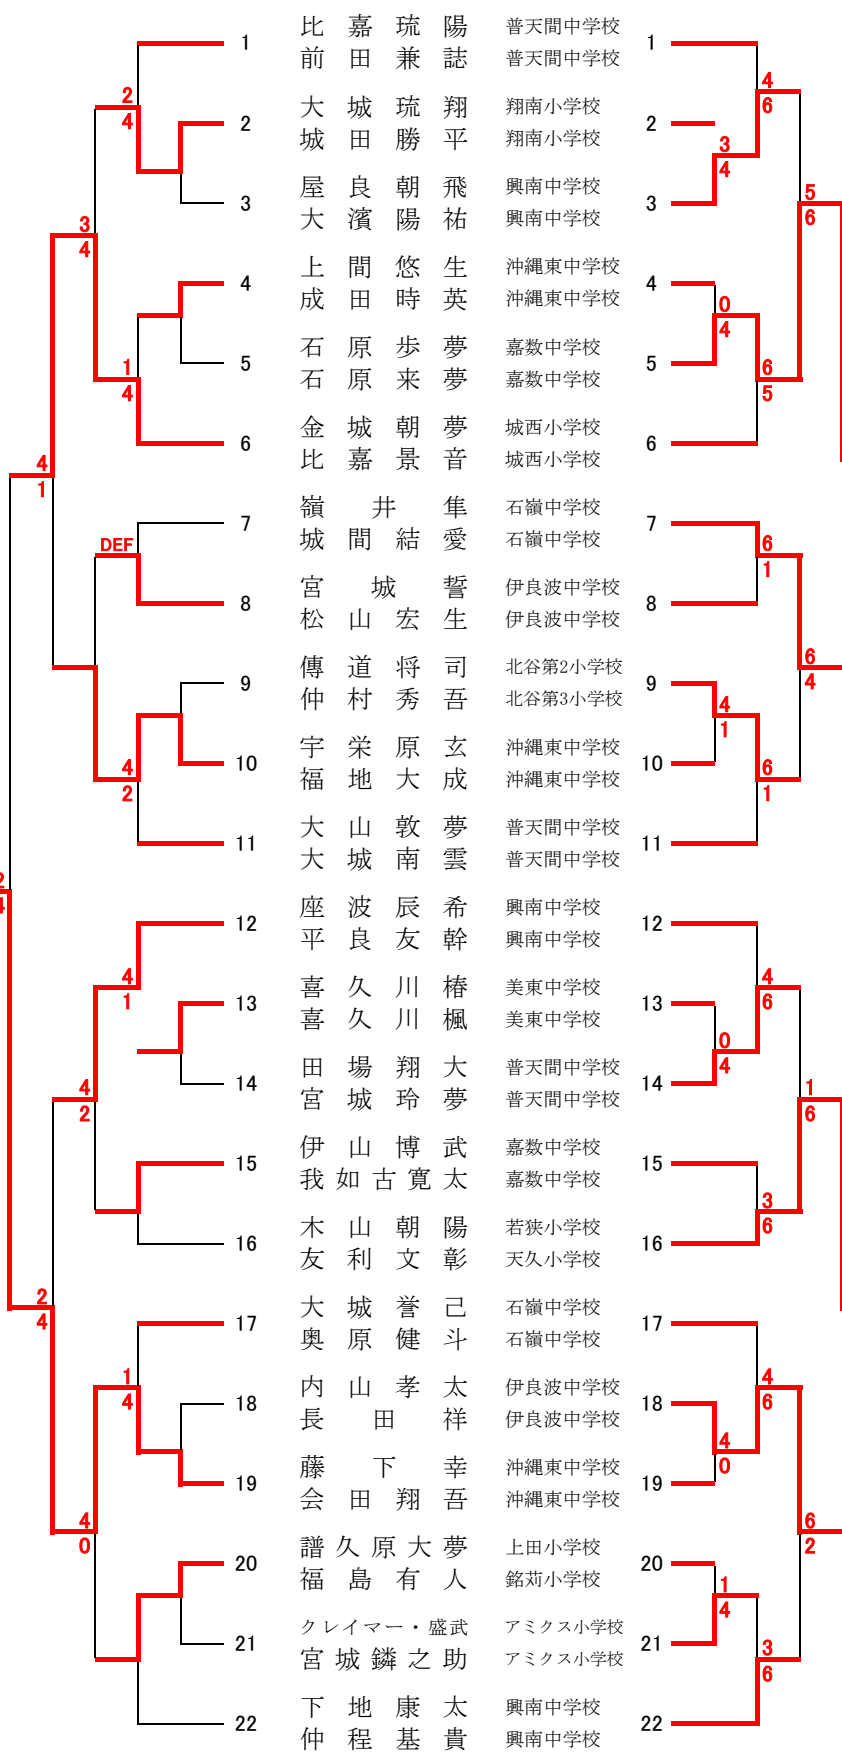 1 比嘉琉陽 普天間中学校 1
前田兼誌 普天間中学校
2 大城琉翔 翔南小学校 2
城田勝平 翔南小学校
3 屋良朝飛 興南中学校 3
大濱陽祐 興南中学校
4 上間悠生 沖縄東中学校 4
成田時英 沖縄東中学校
5 石原歩夢 嘉数中学校 5
石原来夢 嘉数中学校
6 金城朝夢 城西小学校 6
比嘉景音 城西小学校
7 嶺井隼 石嶺中学校 7
城間結愛 石嶺中学校
8 宮城誓 伊良波中学校 8
松山宏生 伊良波中学校
9 傳道将司 北谷第2小学校 9
仲村秀吾 北谷第3小学校
10 宇栄原玄 沖縄東中学校 10
福地大成 沖縄東中学校
11 大山敦夢 普天間中学校 11
大城南雲 普天間中学校
12 座波辰希 興南中学校 12
平良友幹 興南中学校
13 喜久川椿 美東中学校 13
喜久川楓 美東中学校
14 田場翔大 普天間中学校 14
宮城玲夢 普天間中学校
15 伊山博武 嘉数中学校 15
我如古寛太 嘉数中学校
16 木山朝陽 若狭小学校 16
友利文彰 天久小学校
17 大城誉己 石嶺中学校 17
奥原健斗 石嶺中学校
18 内山孝太 伊良波中学校 18
長田祥 伊良波中学校
19 藤下幸 沖縄東中学校 19
会田翔吾 沖縄東中学校
20 譜久原大夢 上田小学校 20
福島有人 銘苅小学校
21 クレイマー・盛武 アミクス小学校 21
宮城鱗之助 アミクス小学校
22 下地康太 興南中学校 22
仲程基貴 興南中学校
2
4
3
4
1
4
4
1
DEF
4
2
2
4
4
1
4
2
2
4
1
4
4
0
4
6
3
4
5
6
0
4
6
5
6
1
6
4
4
1
6
1
4
6
0
4
1
6
3
6
4
6
4
0
6
2
1
4
3
6